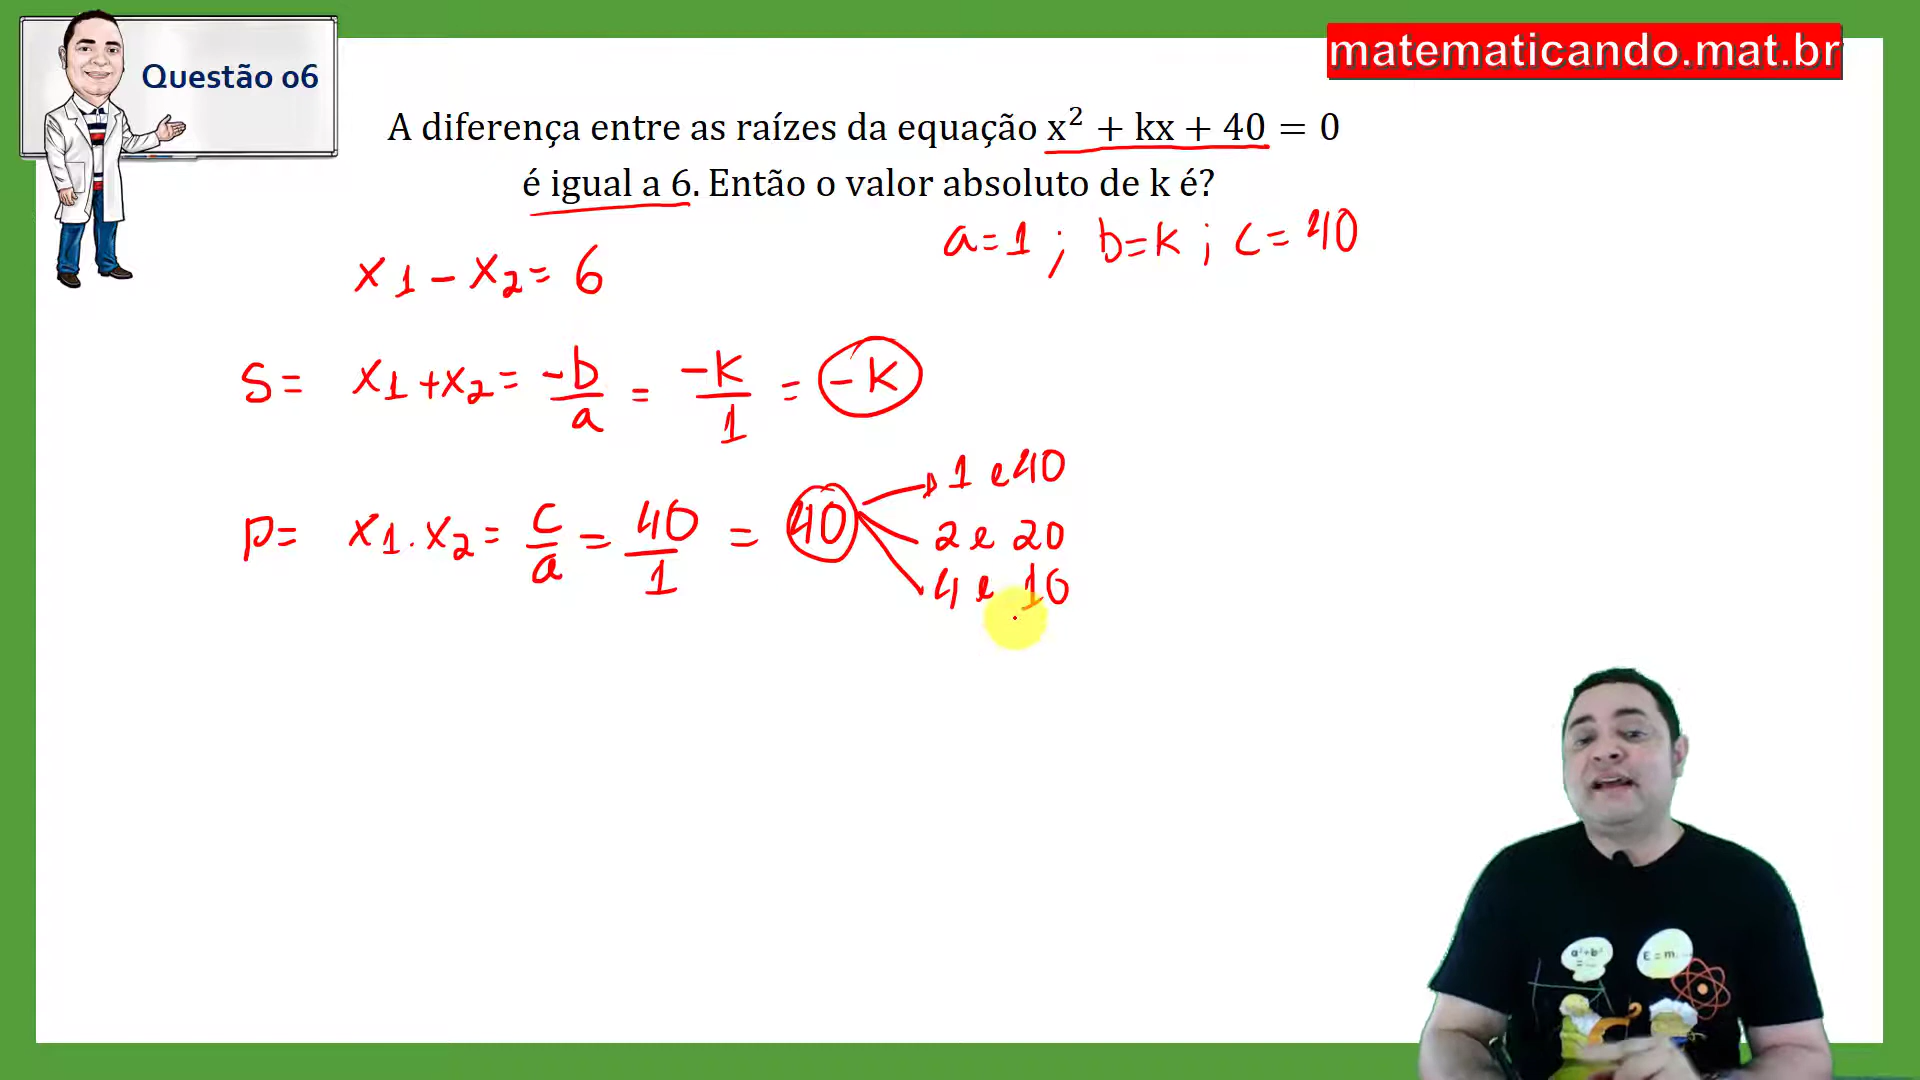 Questão 06
matematicando.mat.br
A diferença entre as raízes da equação x² + kx + 40 = 0
é igual a 6. Então o valor absoluto de k é?
a=1 ; b=k ; c=40
x1 - x2 = 6
S= x1+x2 = -b/a = -k/1 = -k
P= x1.x2 = c/a = 40/1 = 40
1 e 40
2 e 20
4 e 10
E = m